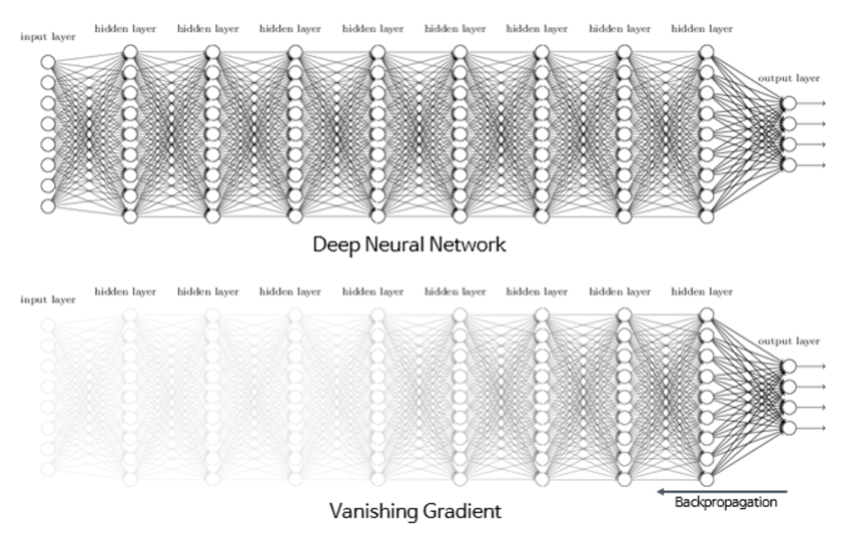 hidden layer hidden layer hidden layer hidden layer hidden layer hidden layer hidden layer hidden layer
input layer
output layer
Deep Neural Network
hidden layer hidden layer hidden layer hidden layer hidden layer hidden layer hidden layer hidden layer
input layer
output layer
Backpropagation
Vanishing Gradient